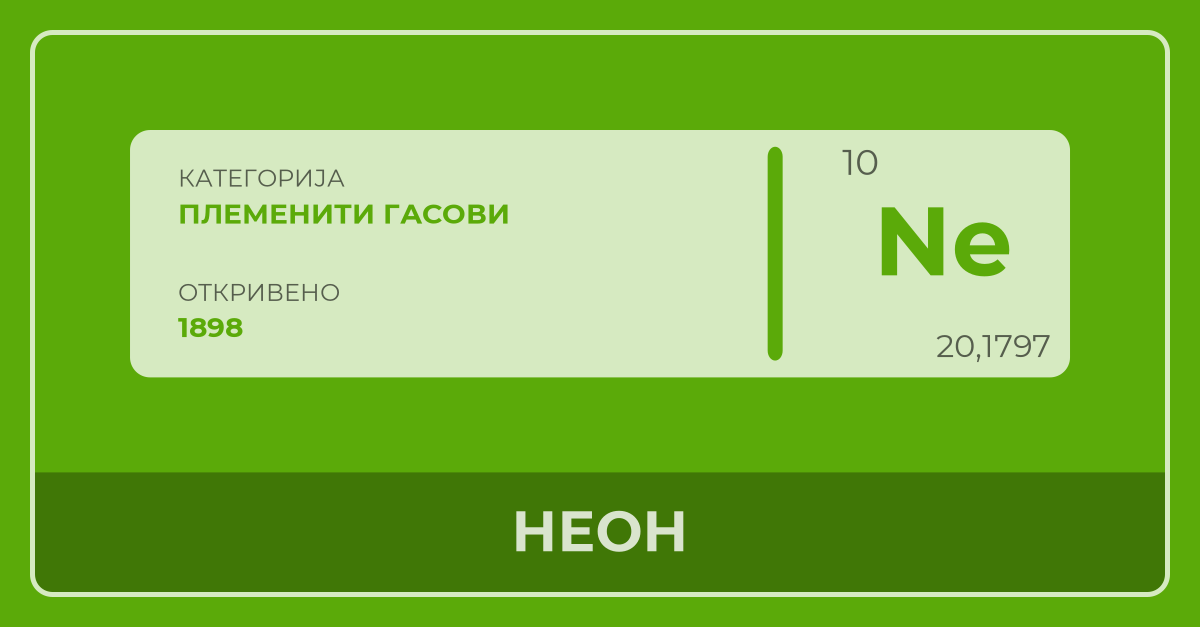 КАТЕГОРИЈА
ПЛЕМЕНИТИ ГАСОВИ
ОТКРИВЕНО
1898
10
Ne
20,1797
НЕОН